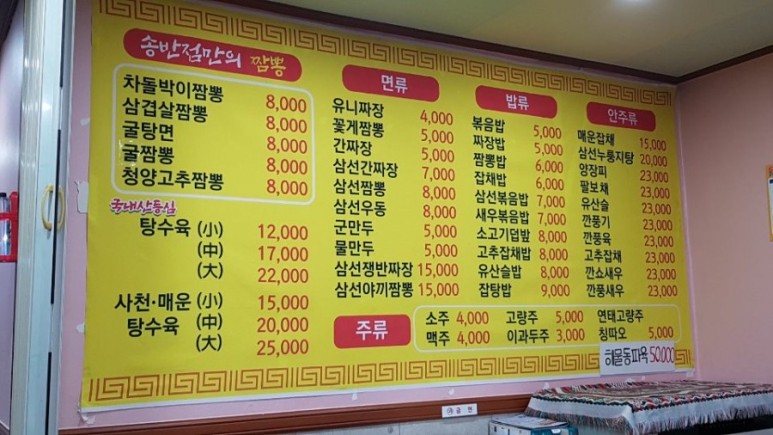 송반점만의 짬뽕
차돌박이짬뽕 8,000
삼겹살짬뽕 8,000
굴탕면 8,000
굴짬뽕 8,000
청양고추짬뽕 8,000
국내산등심
탕수육 (小) 12,000
(中) 17,000
(大) 22,000
사천·매운 (小) 15,000
탕수육 (中) 20,000
(大) 25,000
면류
유니짜장 4,000
꽃게짬뽕 5,000
간짜장 5,000
삼선간짜장 7,000
삼선짬뽕 8,000
삼선우동 8,000
군만두 5,000
물만두 5,000
삼선쟁반짜장 15,000
삼선야끼짬뽕 15,000
밥류
볶음밥 5,000
짜장밥 5,000
짬뽕밥 6,000
잡채밥 6,000
삼선볶음밥 7,000
새우볶음밥 7,000
소고기덥밮 8,000
고추잡채밥 8,000
유산슬밥 8,000
잡탕밥 9,000
안주류
매운잡채 15,000
삼선누룽지탕 20,000
양장피 23,000
팔보채 23,000
유산슬 23,000
깐풍기 23,000
깐풍육 23,000
고추잡채 23,000
깐쇼새우 23,000
깐풍새우 23,000
주류
소주 4,000 고량주 5,000 연태고량주
맥주 4,000 이과두주 3,000 칭따오 5,000
해물동파육 50,000